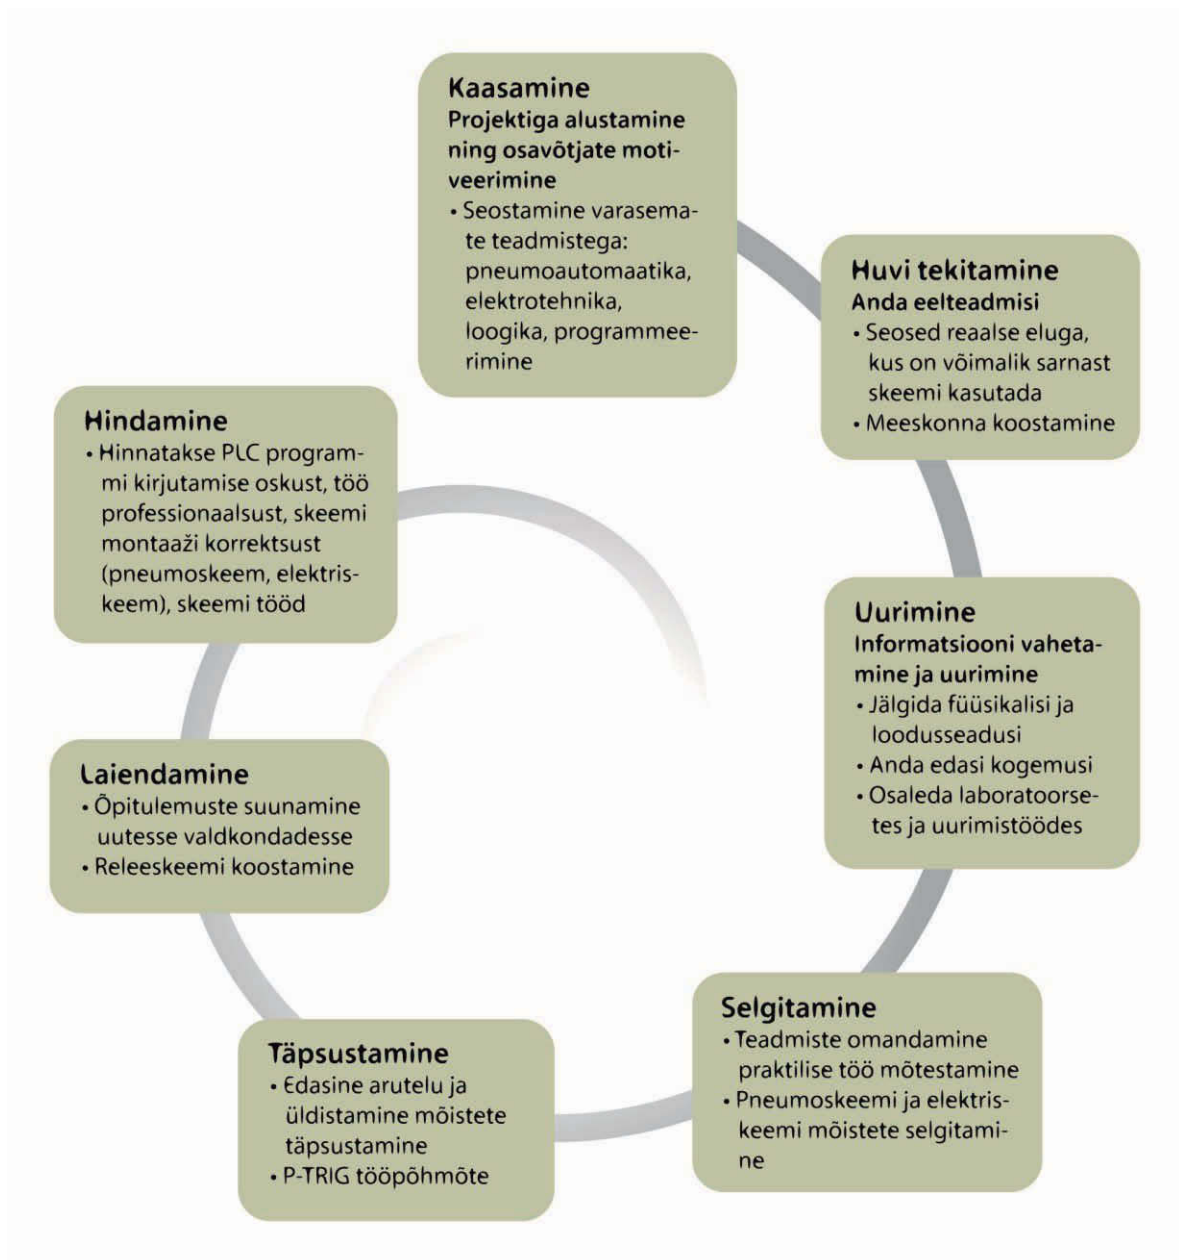 Kaasamine
Projektiga alustamine
ning osavõtjate moti-
veerimine
• Seostamine varasema-
te teadmistega:
pneumoautomaatika,
elektrotehnika,
loogika, programmee-
rimine
Huvi tekitamine
Anda eelteadmisi
• Seosed reaalse eluga,
kus on võimalik sarnast
skeemi kasutada
• Meeskonna koostamine
Uurimine
Informatsiooni vaheta-
mine ja uurimine
• Jälgida füüsikalisi ja
loodusseadusi
• Anda edasi kogemusi
• Osaleda laboratoorse-
tes ja uurimistöödes
Selgitamine
• Teadmiste omandamine
praktilise töö mõtestamine
• Pneumoskeemi ja elektris-
keemi mõistete selgitami-
ne
Täpsustamine
• Edasine arutelu ja
üldistamine mõistete
täpsustamine
• P-TRIG tööpõhmõte
Laiendamine
• Õpitulemuste suunamine
uutesse valdkondadesse
• Releeskeemi koostamine
Hindamine
• Hinnatakse PLC program-
mi kirjutamise oskust, töö
professionaalsust, skeemi
montaaži korrektsust
(pneumoskeem, elektris-
keem), skeemi tööd